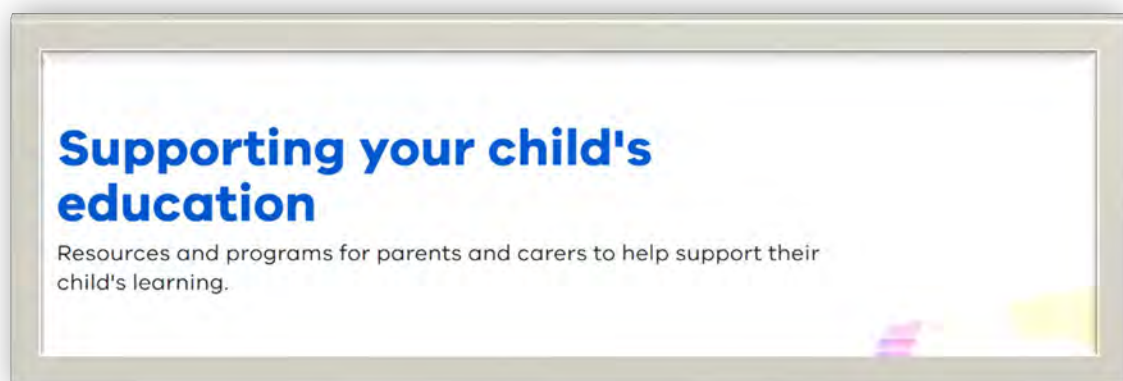 Supporting your child's
education
Resources and programs for parents and carers to help support their
child's learning.